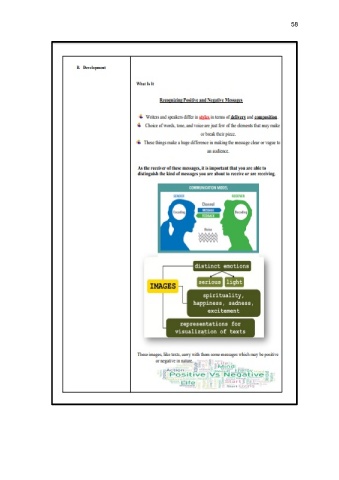 58
B. Development
What Is It
Recognizing Positive and Negative Messages
Writers and speakers differ in styles in terms of delivery and composition.
Choice of words, tone, and voice are just few of the elements that may make
or break their piece.
These things make a huge difference in making the message clear or vague to
an audience.
As the receiver of these messages, it is important that you are able to
distinguish the kind of messages you are about to receive or are receiving.
COMMUNICATION MODEL
SENDER
RECEIVER
Encoding
Channel
MESSAGE
FEEDBACK
Decoding
Noise
distinct emotions
serious
light
IMAGES
spirituality,
happiness, sadness,
excitement
representations for
visualization of texts
These images, like texts, carry with them some messages which may be positive
or negative in nature.
Positive Vs Negative